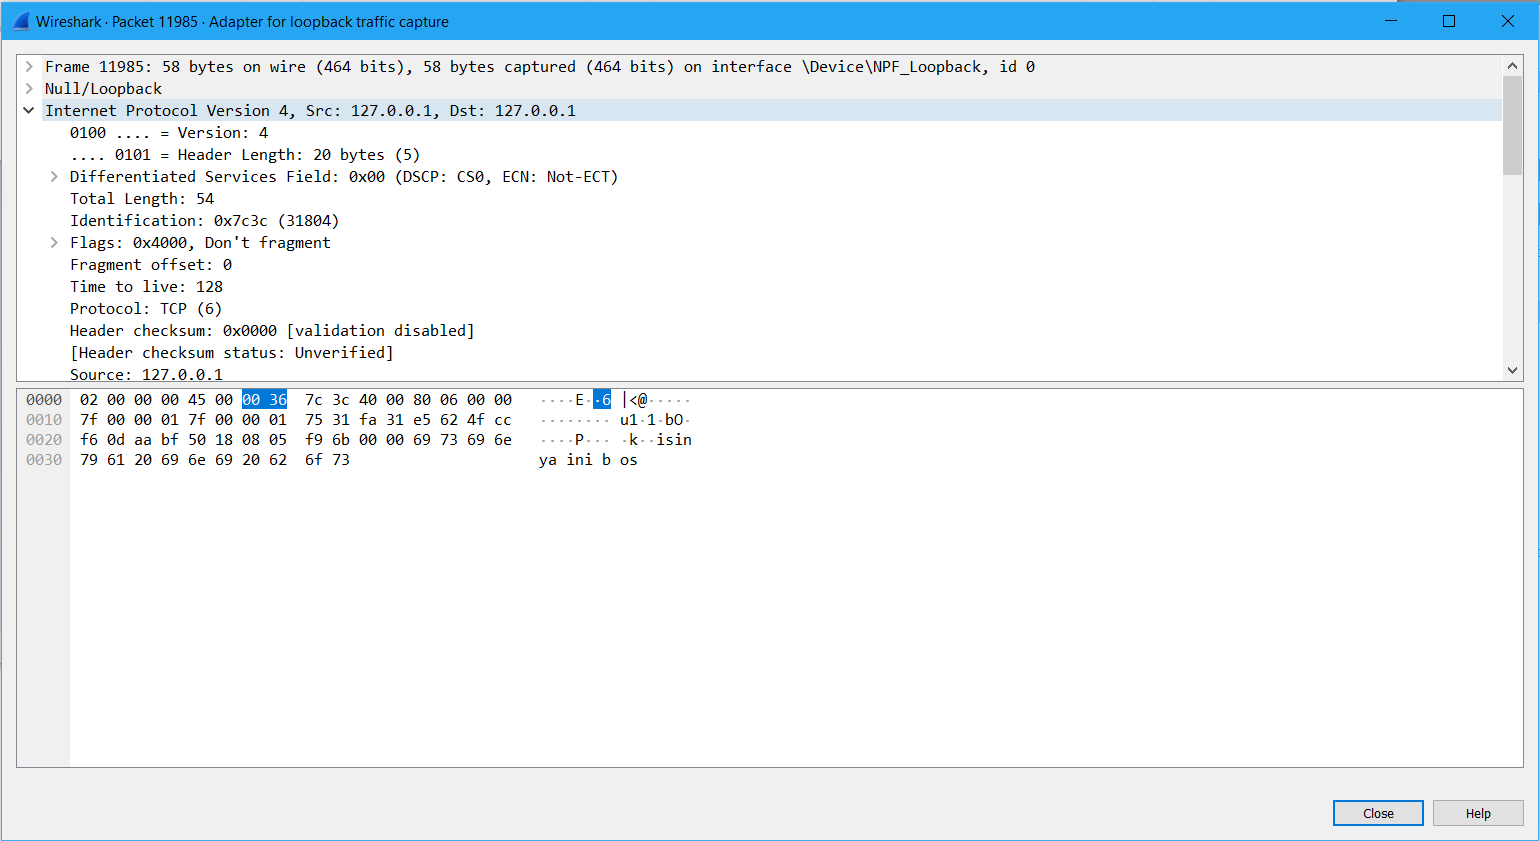 Wireshark · Packet 11985 · Adapter for loopback traffic capture
Frame 11985: 58 bytes on wire (464 bits), 58 bytes captured (464 bits) on interface \Device\NPF_Loopback, id 0
Null/Loopback
Internet Protocol Version 4, Src: 127.0.0.1, Dst: 127.0.0.1
0100 .... = Version: 4
.... 0101 = Header Length: 20 bytes (5)
Differentiated Services Field: 0x00 (DSCP: CS0, ECN: Not-ECT)
Total Length: 54
Identification: 0x7c3c (31804)
Flags: 0x4000, Don't fragment
Fragment offset: 0
Time to live: 128
Protocol: TCP (6)
Header checksum: 0x0000 [validation disabled]
[Header checksum status: Unverified]
Source: 127.0.0.1
0000 02 00 00 00 45 00 00 36 7c 3c 40 00 80 06 00 00 ····E··6 |<@·····
0010 7f 00 00 01 7f 00 00 01 75 31 fa 31 e5 62 4f cc ········ u1·1·bO·
0020 f6 0d aa bf 50 18 08 05 f9 6b 00 00 69 73 69 6e ····P··· ·k··isin
0030 79 61 20 69 6e 69 20 62 6f 73 ya ini b os
Close
Help